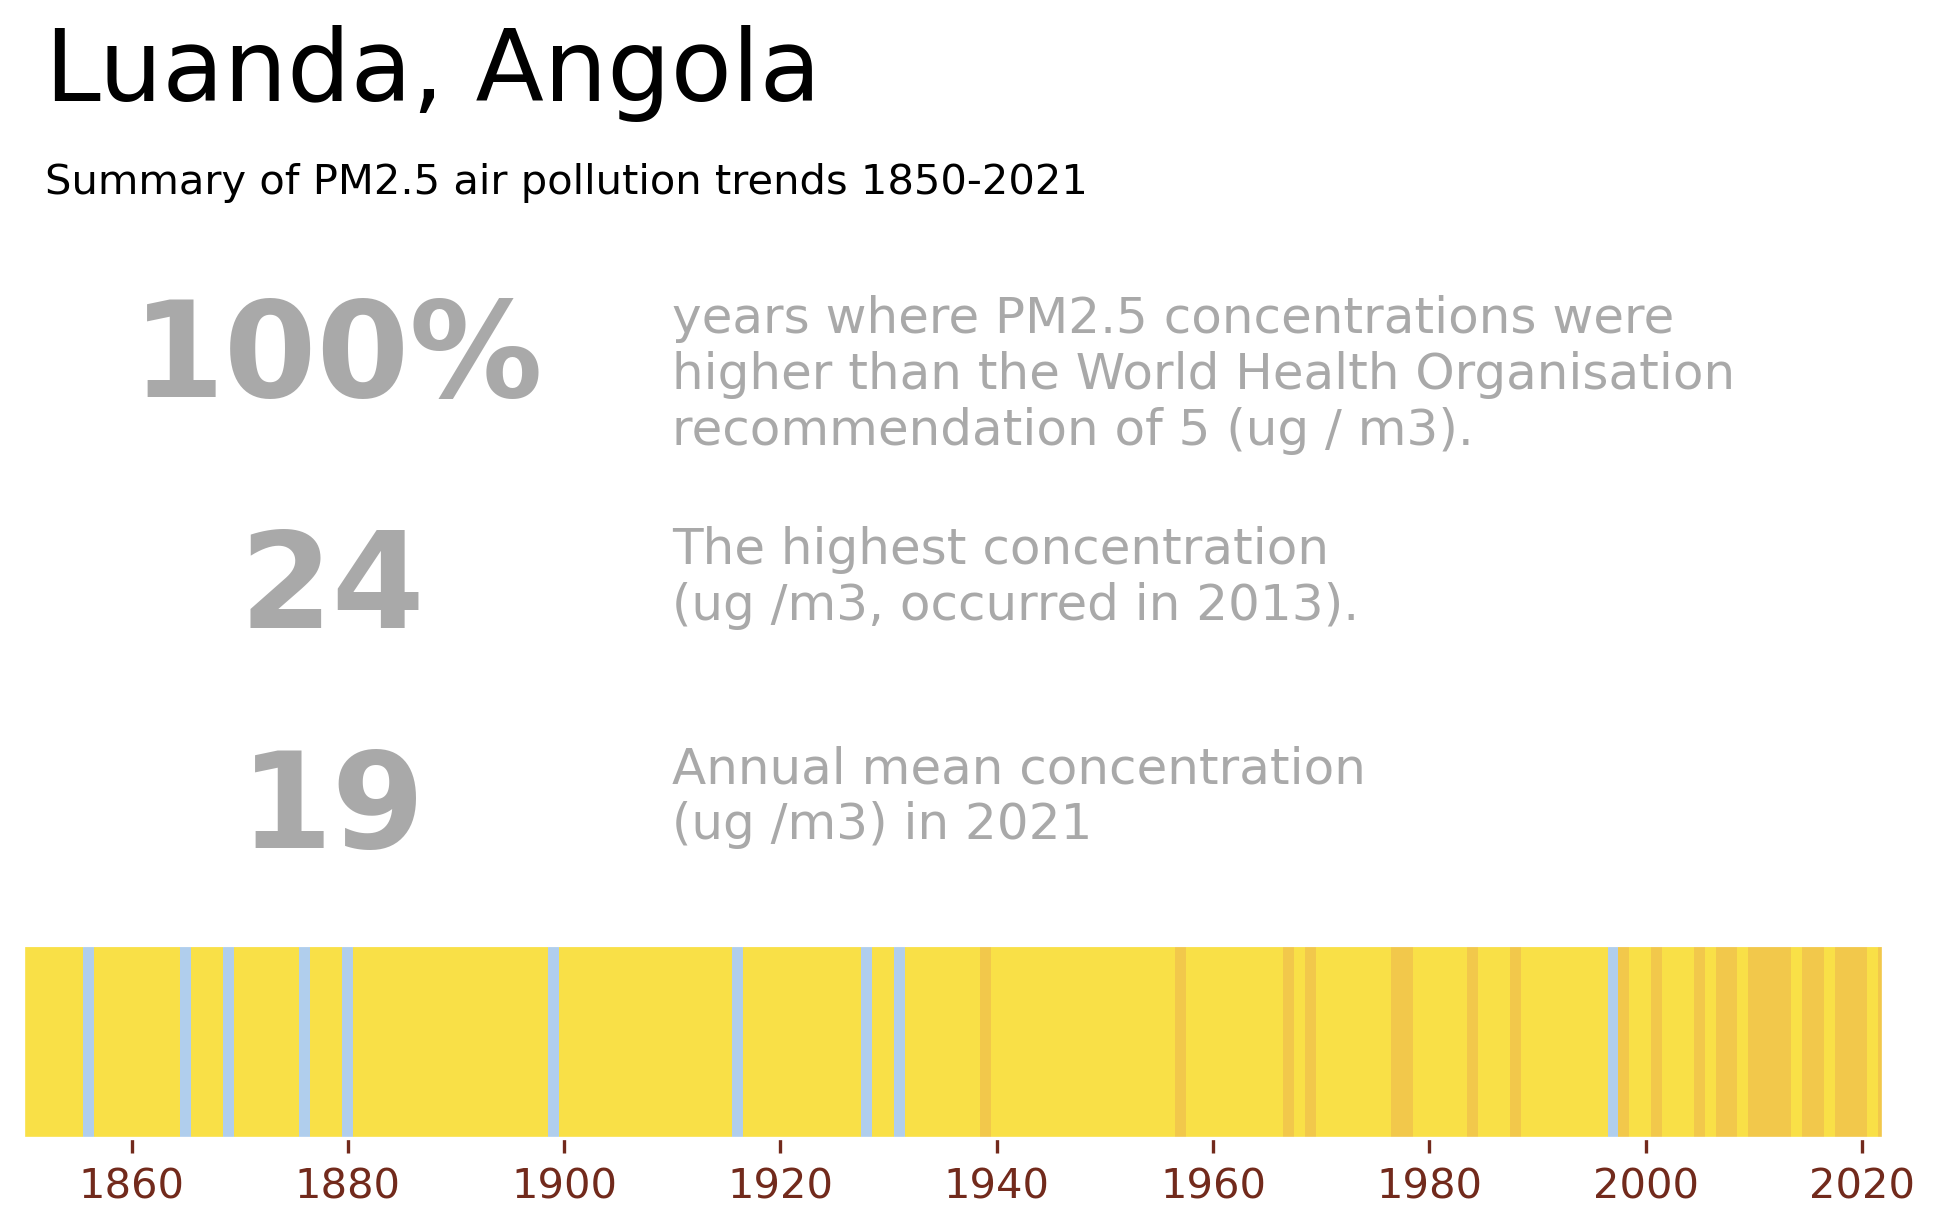 Luanda, Angola
Summary of PM2.5 air pollution trends 1850-2021
100%
years where PM2.5 concentrations were
higher than the World Health Organisation
recommendation of 5 (ug / m3).
24
The highest concentration
(ug /m3, occurred in 2013).
19
Annual mean concentration
(ug /m3) in 2021
1860 1880 1900 1920 1940 1960 1980 2000 2020